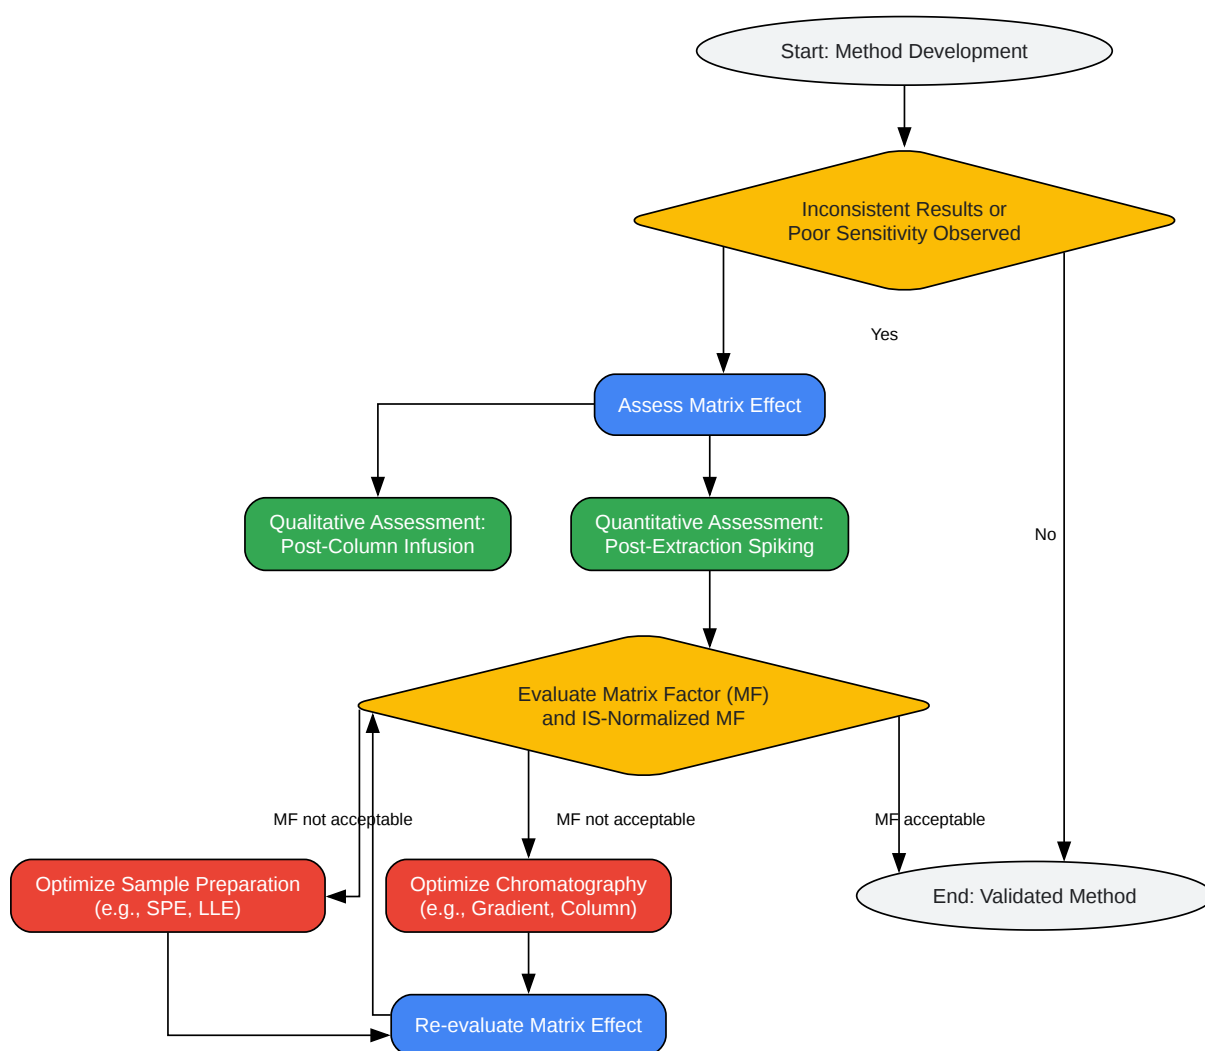 Start: Method Development
Inconsistent Results or
Poor Sensitivity Observed
Yes
Assess Matrix Effect
Qualitative Assessment:
Post-Column Infusion
Quantitative Assessment:
Post-Extraction Spiking
No
Evaluate Matrix Factor (MF)
and IS-Normalized MF
MF not acceptable
MF not acceptable
MF acceptable
Optimize Sample Preparation
(e.g., SPE, LLE)
Optimize Chromatography
(e.g., Gradient, Column)
End: Validated Method
Re-evaluate Matrix Effect